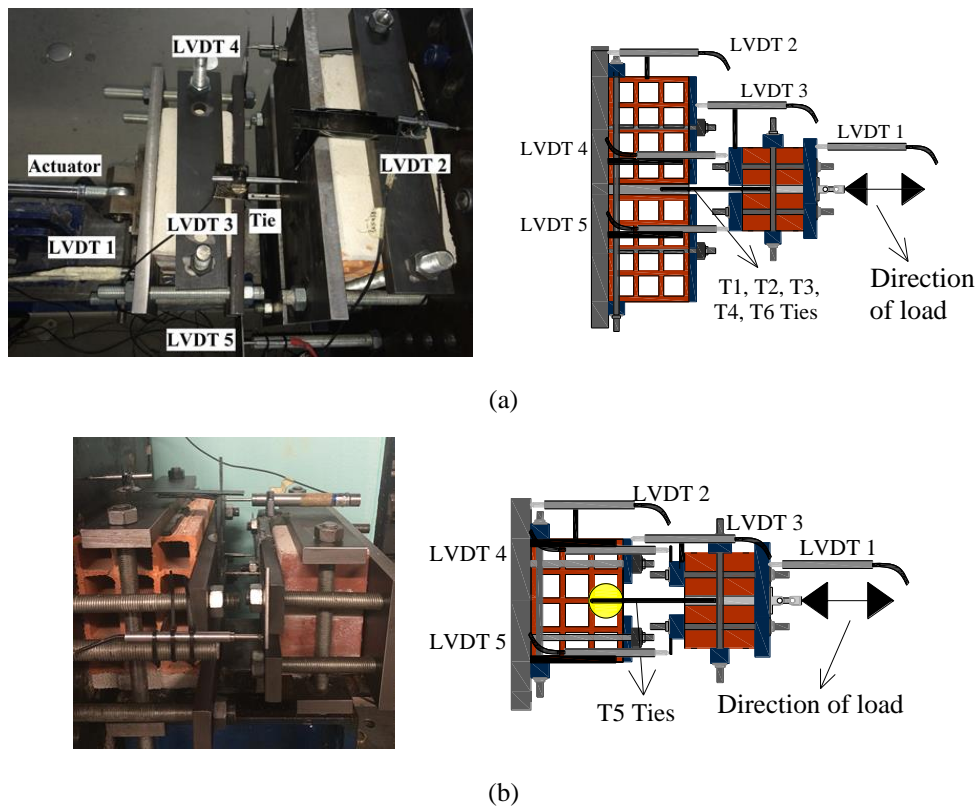 LVDT 4
LVDT 2
Actuator
LVDT 3
Tie
LVDT 1
LVDT 5
LVDT 2
LVDT 3
LVDT 1
LVDT 4
LVDT 5
T1, T2, T3,
T4, T6 Ties
Direction
of load
(a)
LVDT 2
LVDT 3
LVDT 1
LVDT 4
LVDT 5
T5 Ties
Direction of load
(b)